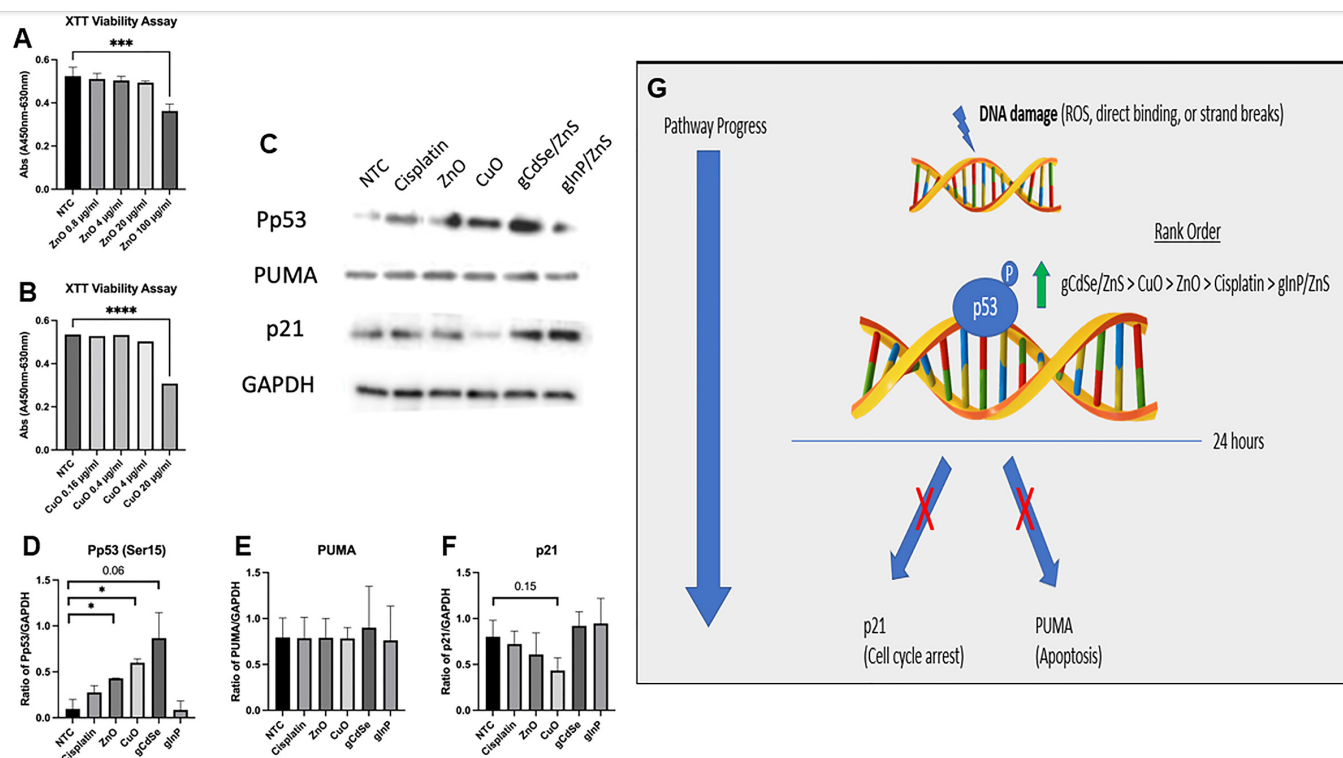 A
XTT Viability Assay
***
Abs (A450nm-630nm)
0.6
0.4
0.2
0.0
NTC
ZnO 0.8 µg/ml
ZnO 4 µg/ml
ZnO 20 µg/ml
ZnO 100 µg/ml
B
XTT Viability Assay
****
Abs (A450nm-630nm)
0.6
0.4
0.2
0.0
NTC
CuO 0.16 µg/ml
CuO 0.4 µg/ml
CuO 4 µg/ml
CuO 20 µg/ml
C
NTC
Cisplatin
ZnO
CuO
gCdSe/ZnS
gInP/ZnS
Pp53
PUMA
p21
GAPDH
D
Pp53 (Ser15)
0.06
*
*
Ratio of Pp53/GAPDH
1.5
1.0
0.5
0.0
NTC
Cisplatin
ZnO
CuO
gCdSe
gInP
E
PUMA
Ratio of PUMA/GAPDH
1.5
1.0
0.5
0.0
NTC
Cisplatin
ZnO
CuO
gCdSe
gInP
F
p21
0.15
Ratio of p21/GAPDH
1.5
1.0
0.5
0.0
NTC
Cisplatin
ZnO
CuO
gCdSe
gInP
G
Pathway Progress
DNA damage (ROS, direct binding, or strand breaks)
Rank Order
P
p53
gCdSe/ZnS > CuO > ZnO > Cisplatin > gInP/ZnS
24 hours
p21
(Cell cycle arrest)
PUMA
(Apoptosis)